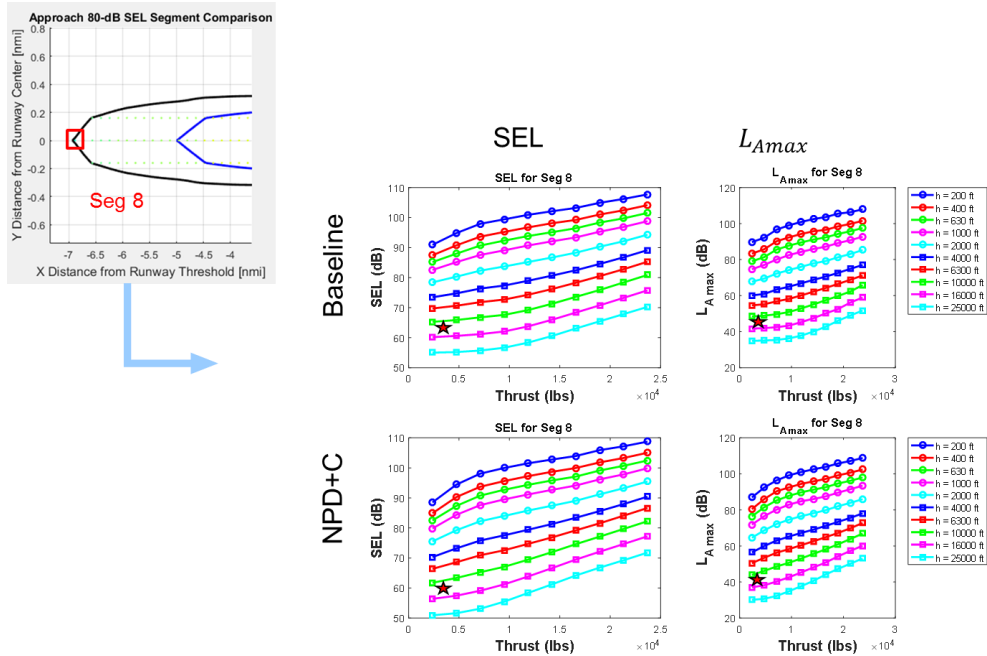 Approach 80-dB SEL Segment Comparison
Y Distance from Runway Center [nmi]
0.8
0.6
0.4
0.2
0
-0.2
-0.4
-0.6
Seg 8
-7
-6.5
-6
-5.5
-5
-4.5
-4
X Distance from Runway Threshold [nmi]
SEL
L_Amax
Baseline
SEL for Seg 8
SEL (dB)
110
100
90
80
70
60
50
0
0.5
1
1.5
2
2.5
Thrust (lbs)
×10⁴
L_Amax for Seg 8
L_Amax (dB)
120
100
80
60
40
20
0
1
2
3
Thrust (lbs)
×10⁴
h = 200 ft
h = 400 ft
h = 630 ft
h = 1000 ft
h = 2000 ft
h = 4000 ft
h = 6300 ft
h = 10000 ft
h = 16000 ft
h = 25000 ft
NPD+C
SEL for Seg 8
SEL (dB)
110
100
90
80
70
60
50
0
0.5
1
1.5
2
2.5
Thrust (lbs)
×10⁴
L_Amax for Seg 8
L_Amax (dB)
120
100
80
60
40
20
0
1
2
3
Thrust (lbs)
×10⁴
h = 200 ft
h = 400 ft
h = 630 ft
h = 1000 ft
h = 2000 ft
h = 4000 ft
h = 6300 ft
h = 10000 ft
h = 16000 ft
h = 25000 ft